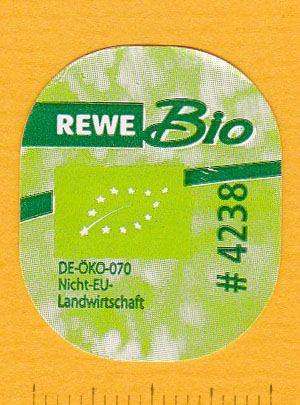 REWE Bio
DE-ÖKO-070
Nicht-EU-
Landwirtschaft
# 4238